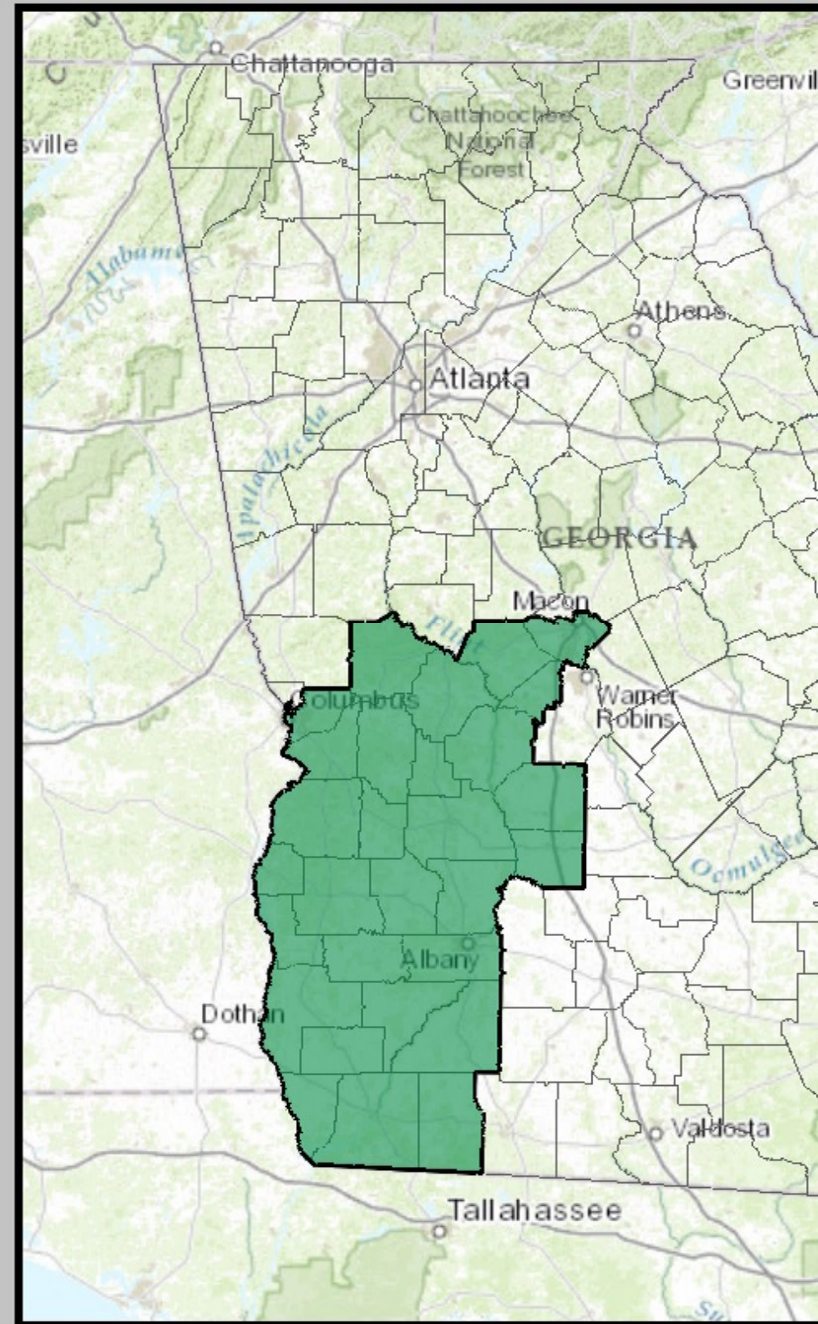 Chattanooga
Greenvil
Chattahoochee
National
Forest
sville
Alabama
Athens
Atlanta
Apalachicola
GEORGIA
Macon
Flint
Columbus
Warner
Robins
Ocmulgee
Albany
Dothan
Valdosta
Tallahassee